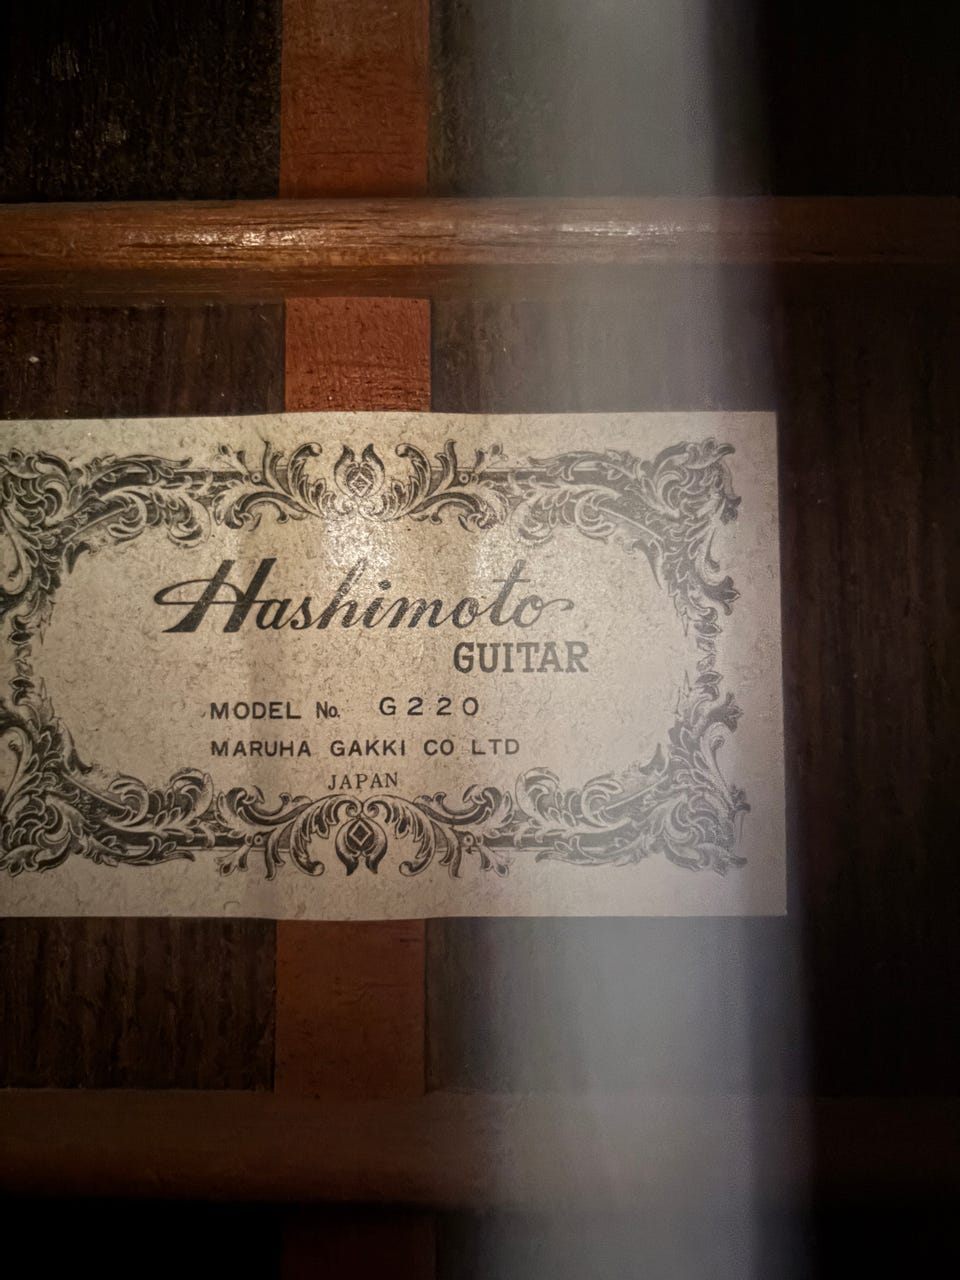 Hashimoto
GUITAR
MODEL No. G220
MARUHA GAKKI CO LTD
JAPAN